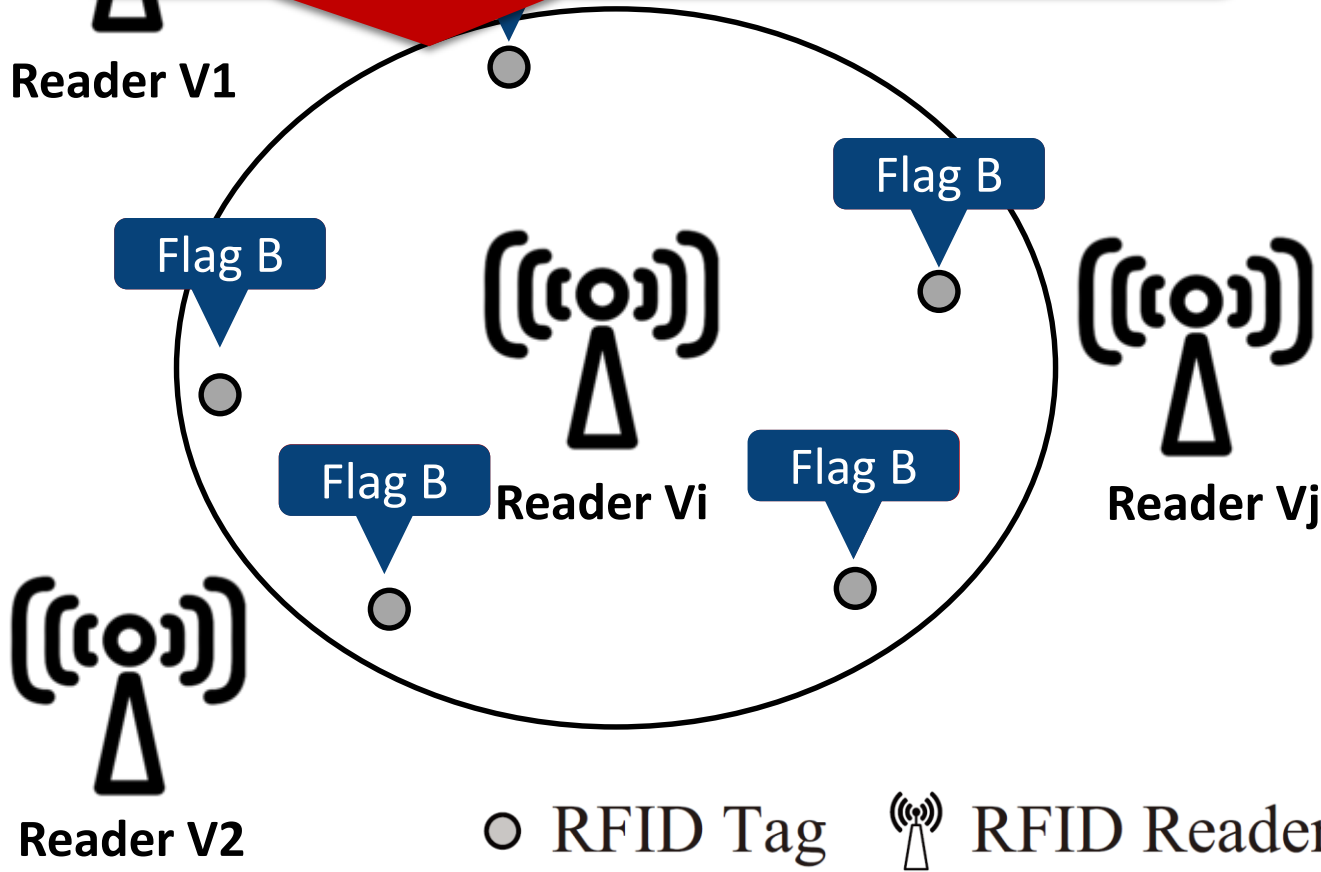 Reader V1
Flag B
Flag B
Flag B
Flag B
Reader Vi
Reader Vj
Reader V2
RFID Tag
RFID Reader